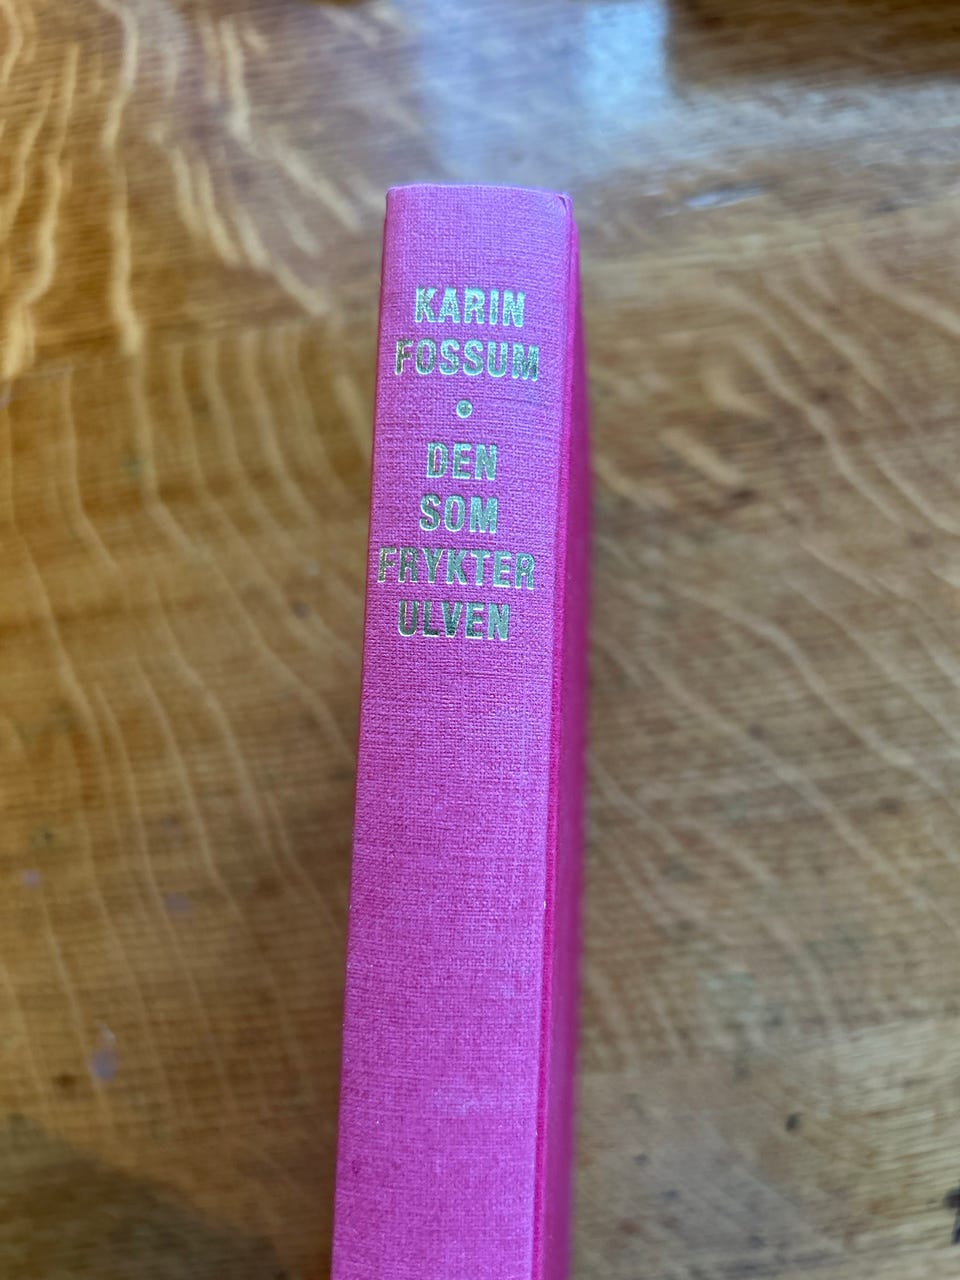 KARIN
FOSSUM
•
DEN
SOM
FRYKTER
ULVEN